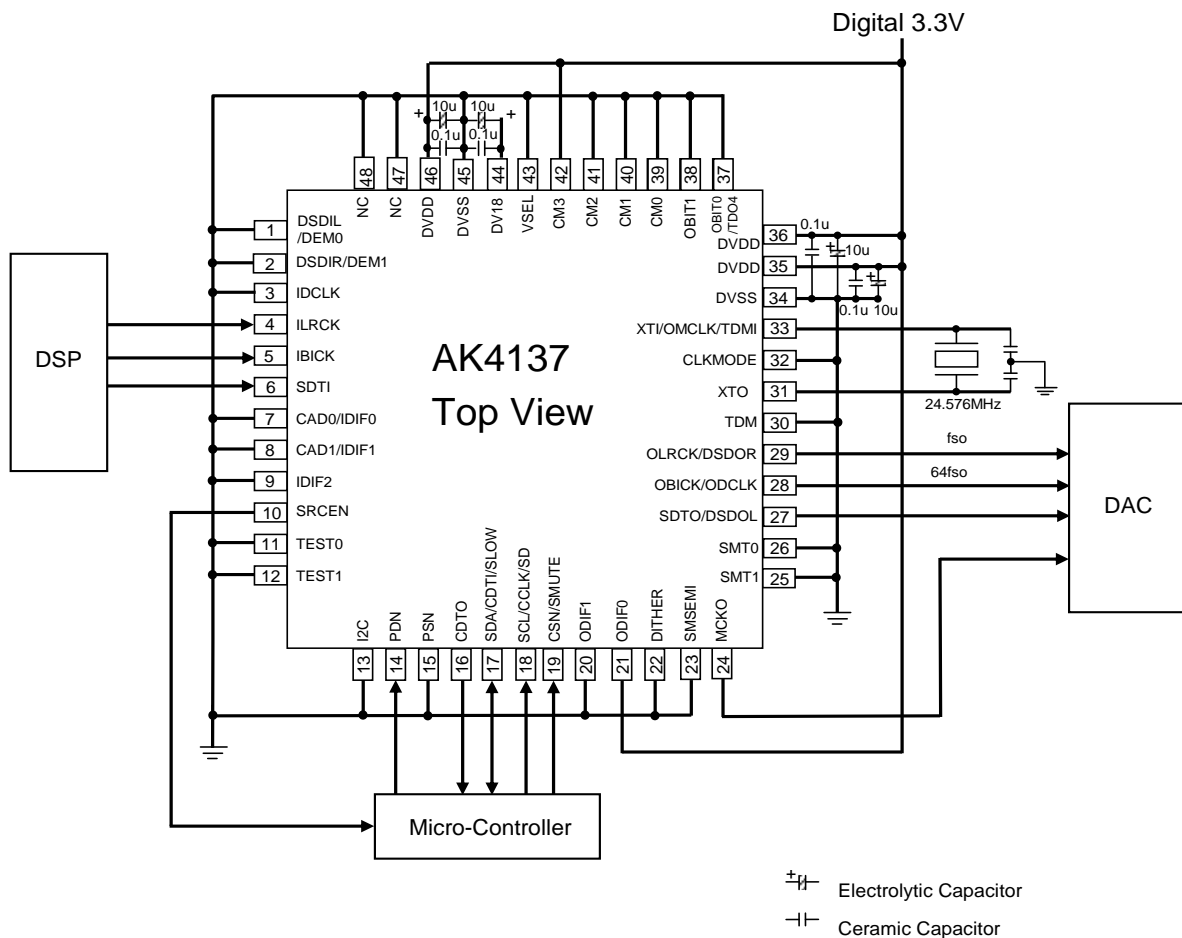 Digital 3.3V
10u
10u
0.1u
0.1u
48
47
46
45
44
43
42
41
40
39
38
37
NC
NC
DVDD
DVSS
DV18
VSEL
CM3
CM2
CM1
CM0
OBIT1
OBIT0
/TDO4
1
DSDIL
/DEM0
2
DSDIR/DEM1
3
IDCLK
4
ILRCK
5
IBICK
6
SDTI
7
CAD0/IDIF0
8
CAD1/IDIF1
9
IDIF2
10
SRCEN
11
TEST0
12
TEST1
DSP
AK4137
Top View
DVDD
36
0.1u
10u
DVDD
35
DVSS
34
0.1u 10u
XTI/OMCLK/TDMI
33
CLKMODE
32
XTO
31
24.576MHz
TDM
30
OLRCK/DSDOR
29
fso
OBICK/ODCLK
28
64fso
SDTO/DSDOL
27
SMT0
26
SMT1
25
DAC
I2C
PDN
PSN
CDTO
SDA/CDTI/SLOW
SCL/CCLK/SD
CSN/SMUTE
ODIF1
ODIF0
DITHER
SMSEMI
MCKO
13
14
15
16
17
18
19
20
21
22
23
24
Micro-Controller
Electrolytic Capacitor
Ceramic Capacitor